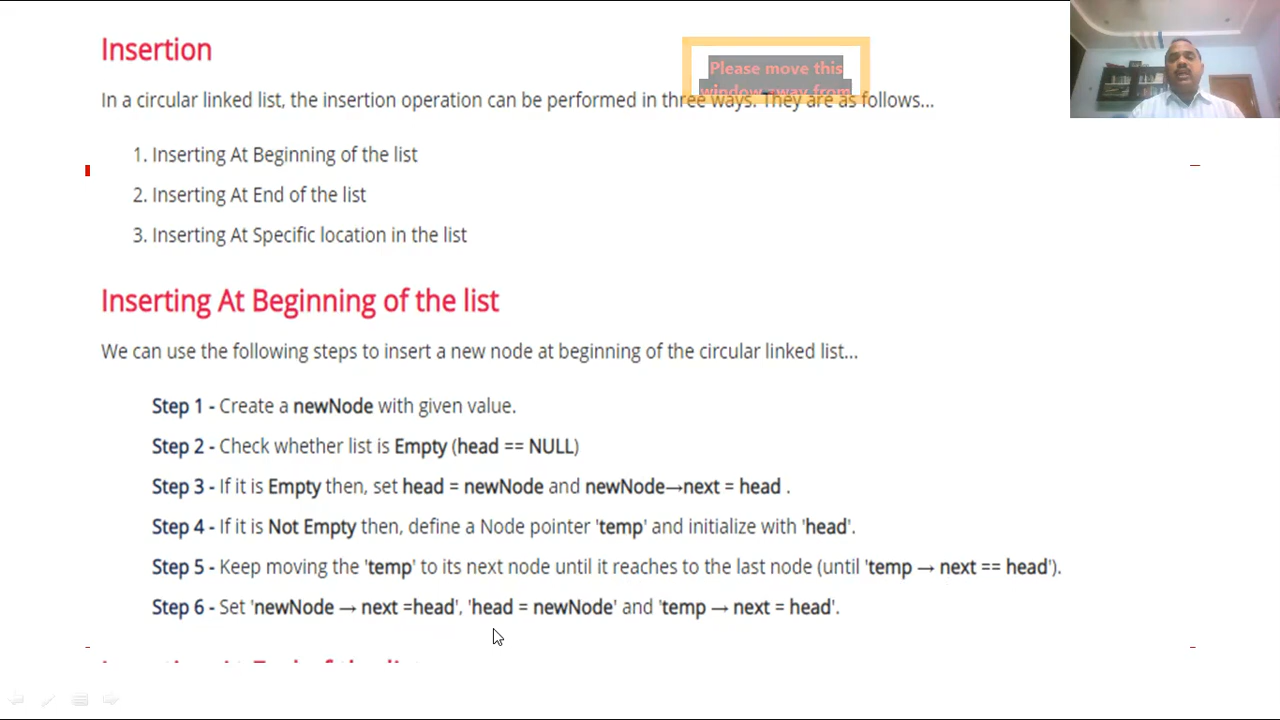 Insertion
Please move this
window away from
In a circular linked list, the insertion operation can be performed in three ways. They are as follows...
1. Inserting At Beginning of the list
2. Inserting At End of the list
3. Inserting At Specific location in the list
Inserting At Beginning of the list
We can use the following steps to insert a new node at beginning of the circular linked list...
Step 1 - Create a newNode with given value.
Step 2 - Check whether list is Empty (head == NULL)
Step 3 - If it is Empty then, set head = newNode and newNode→next = head .
Step 4 - If it is Not Empty then, define a Node pointer 'temp' and initialize with 'head'.
Step 5 - Keep moving the 'temp' to its next node until it reaches to the last node (until 'temp → next == head').
Step 6 - Set 'newNode → next =head', 'head = newNode' and 'temp → next = head'.